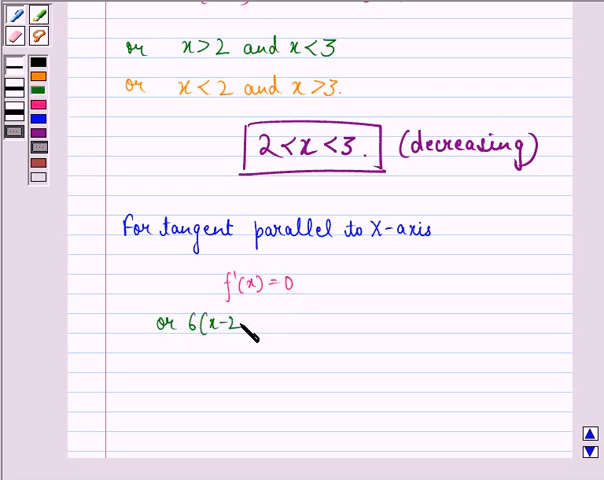 or x>2 and x<3
or x<2 and x>3.
2<x<3. (decreasing)
For tangent parallel to X-axis
f'(x) = 0
or 6(x-2